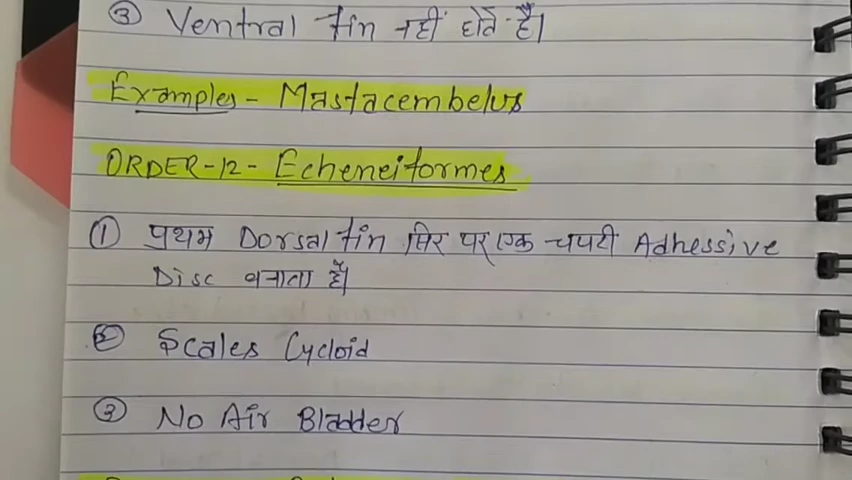 ③ Ventral fin नहीं होते हैं।
Examples - Mastacembelus
ORDER-12- Echeneiformes
① प्रथम Dorsal fin सिर पर एक चपटी Adhessive
Disc बनाता है।
② Scales Cycloid
③ No Air Bladder